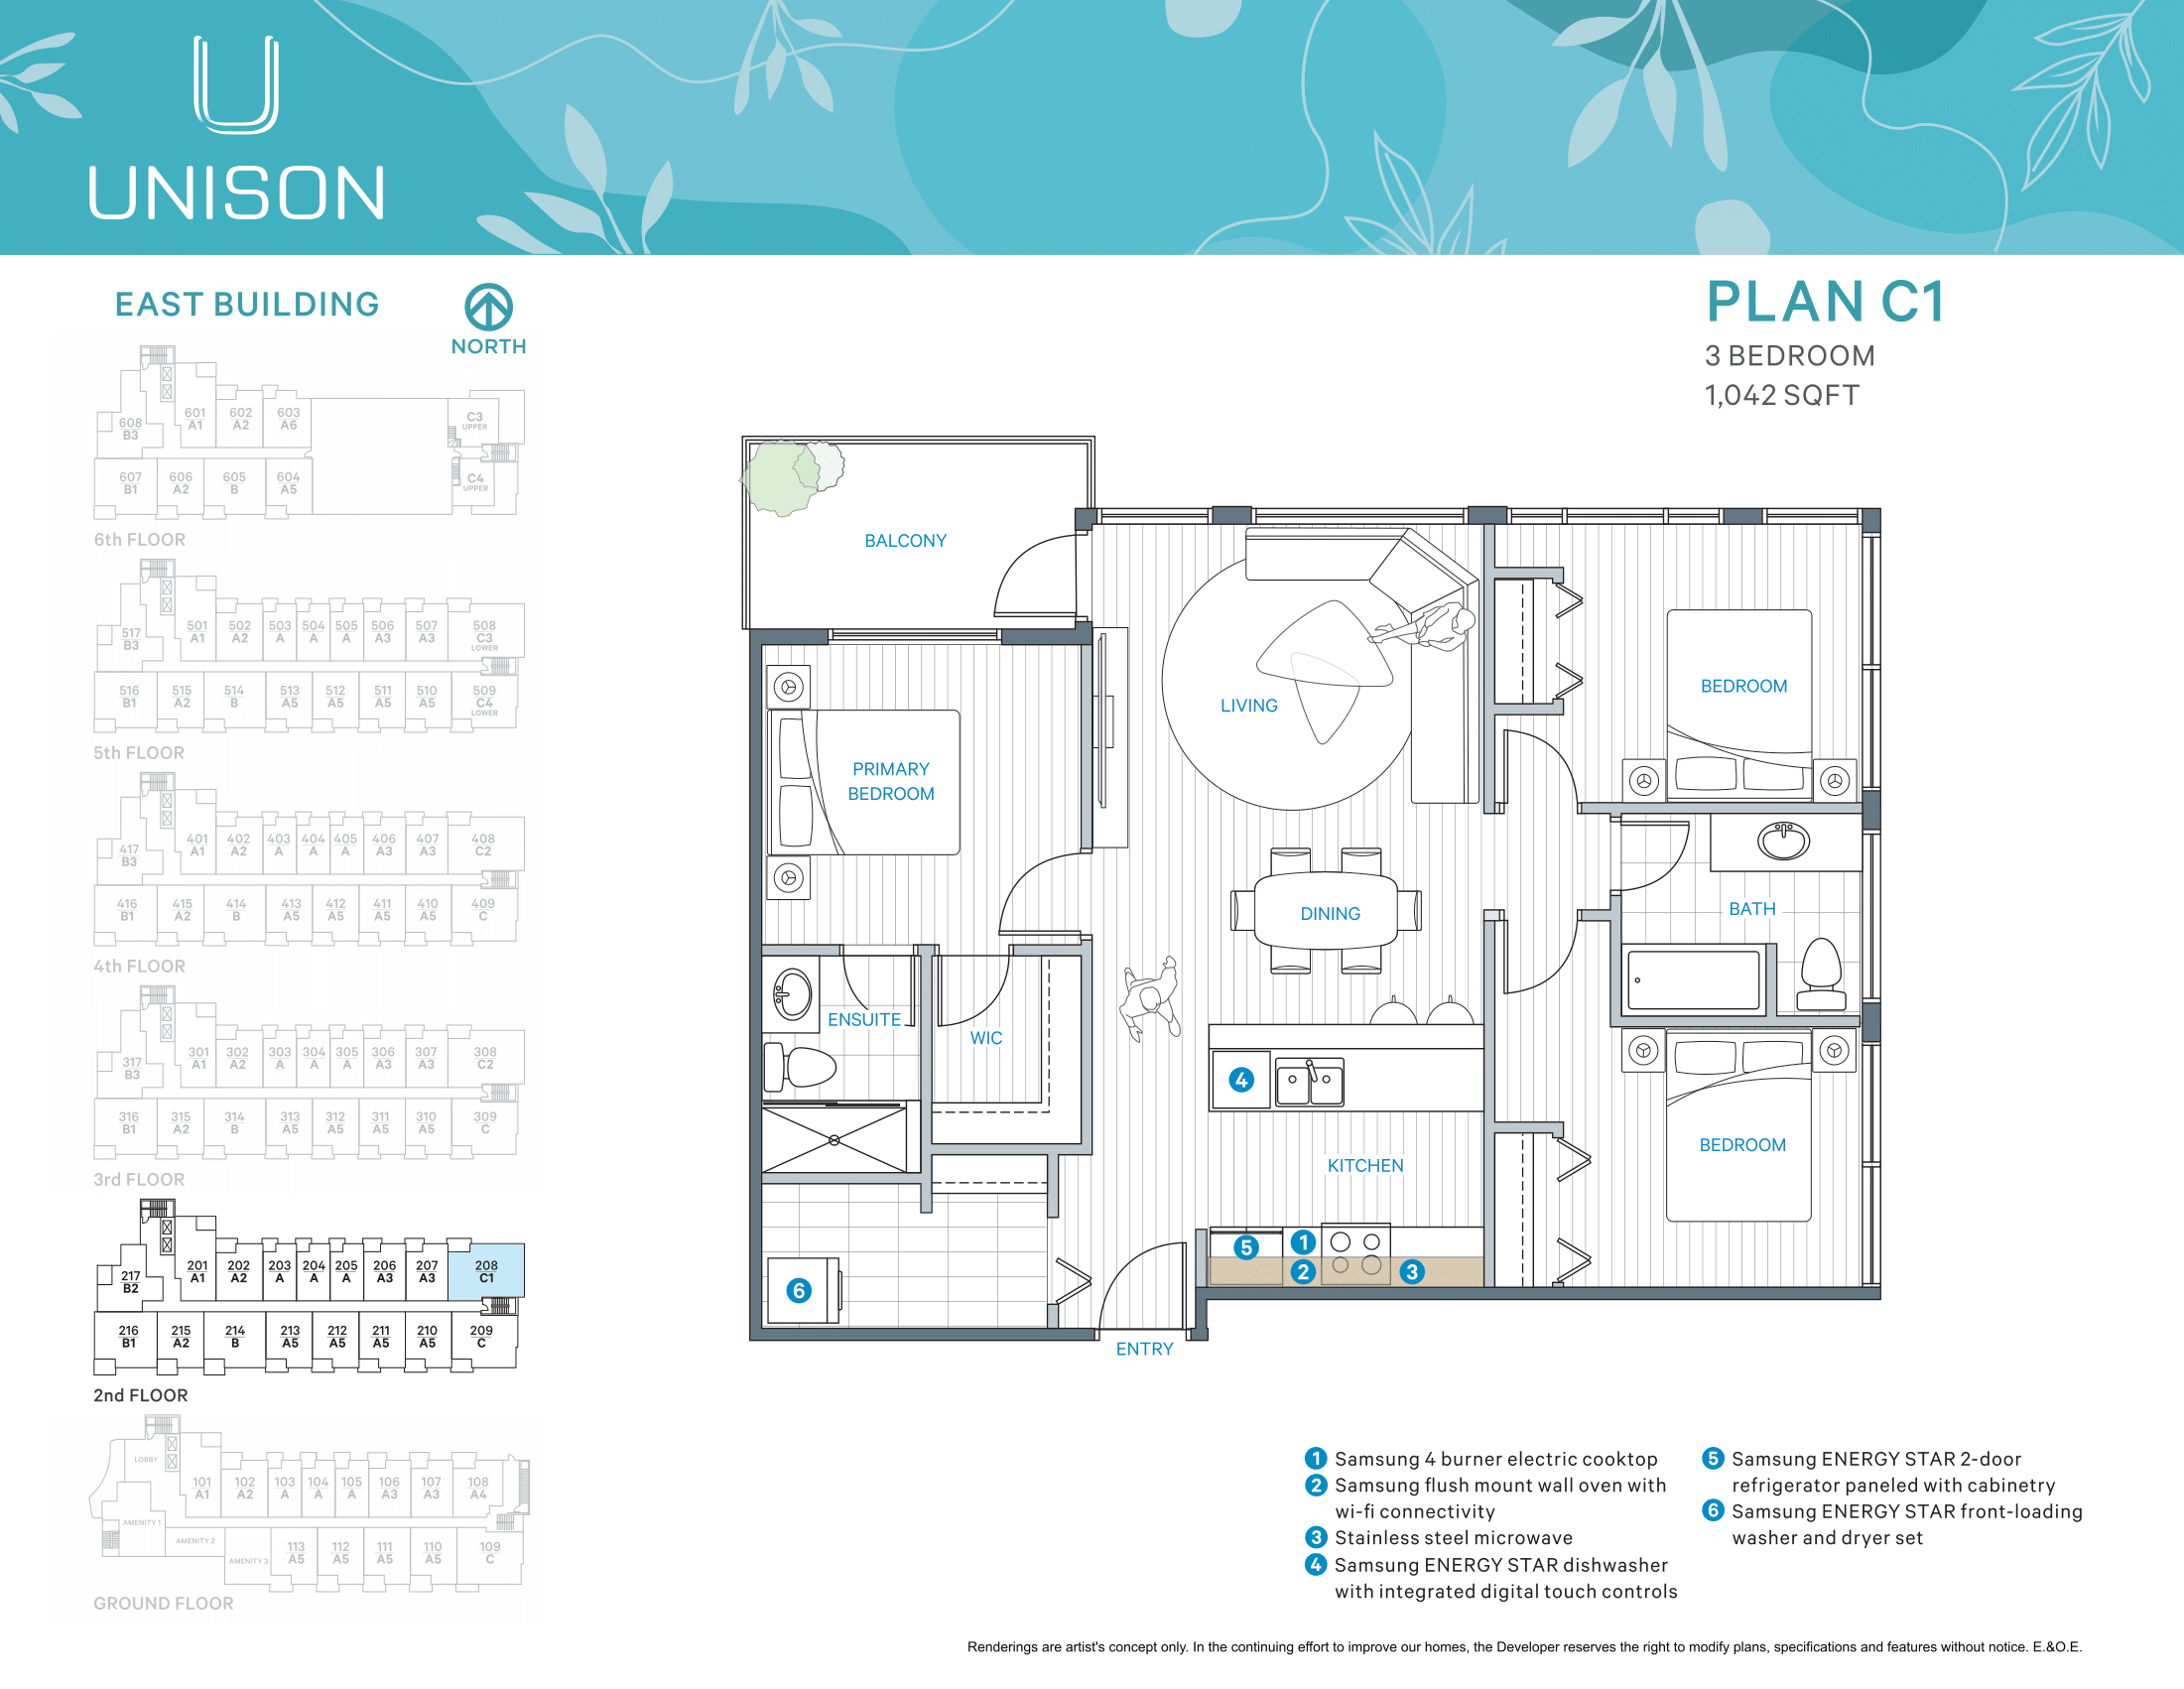 UNISON
EAST BUILDING
NORTH
PLAN C1
3 BEDROOM
1,042 SQFT
601 A1
602 A2
603 A6
C3 UPPER
608 B3
607 B1
606 A2
605 B
604 A5
C4 UPPER
6th FLOOR
517 B3
501 A1
502 A2
503 A
504 A
505 A
506 A3
507 A3
508 C3 LOWER
516 B1
515 A2
514 B
513 A5
512 A5
511 A5
510 A5
509 C4 LOWER
5th FLOOR
417 B3
401 A1
402 A2
403 A
404 A
405 A
406 A3
407 A3
408 C2
416 B1
415 A2
414 B
413 A5
412 A5
411 A5
410 A5
409 C
4th FLOOR
317 B3
301 A1
302 A2
303 A
304 A
305 A
306 A3
307 A3
308 C2
316 B1
315 A2
314 B
313 A5
312 A5
311 A5
310 A5
309 C
3rd FLOOR
217 B2
201 A1
202 A2
203 A
204 A
205 A
206 A3
207 A3
208 C1
216 B1
215 A2
214 B
213 A5
212 A5
211 A5
210 A5
209 C
2nd FLOOR
LOBBY
101 A1
102 A2
103 A
104 A
105 A
106 A3
107 A3
108 A4
AMENITY 1
AMENITY 2
AMENITY 3
113 A5
112 A5
111 A5
110 A5
109 C
GROUND FLOOR
BALCONY
LIVING
BEDROOM
PRIMARY
BEDROOM
DINING
BATH
ENSUITE
WIC
4
KITCHEN
BEDROOM
5
1
2
3
6
ENTRY
1 Samsung 4 burner electric cooktop
2 Samsung flush mount wall oven with
wi-fi connectivity
3 Stainless steel microwave
4 Samsung ENERGY STAR dishwasher
with integrated digital touch controls
5 Samsung ENERGY STAR 2-door
refrigerator paneled with cabinetry
6 Samsung ENERGY STAR front-loading
washer and dryer set
Renderings are artist's concept only. In the continuing effort to improve our homes, the Developer reserves the right to modify plans, specifications and features without notice. E.&O.E.